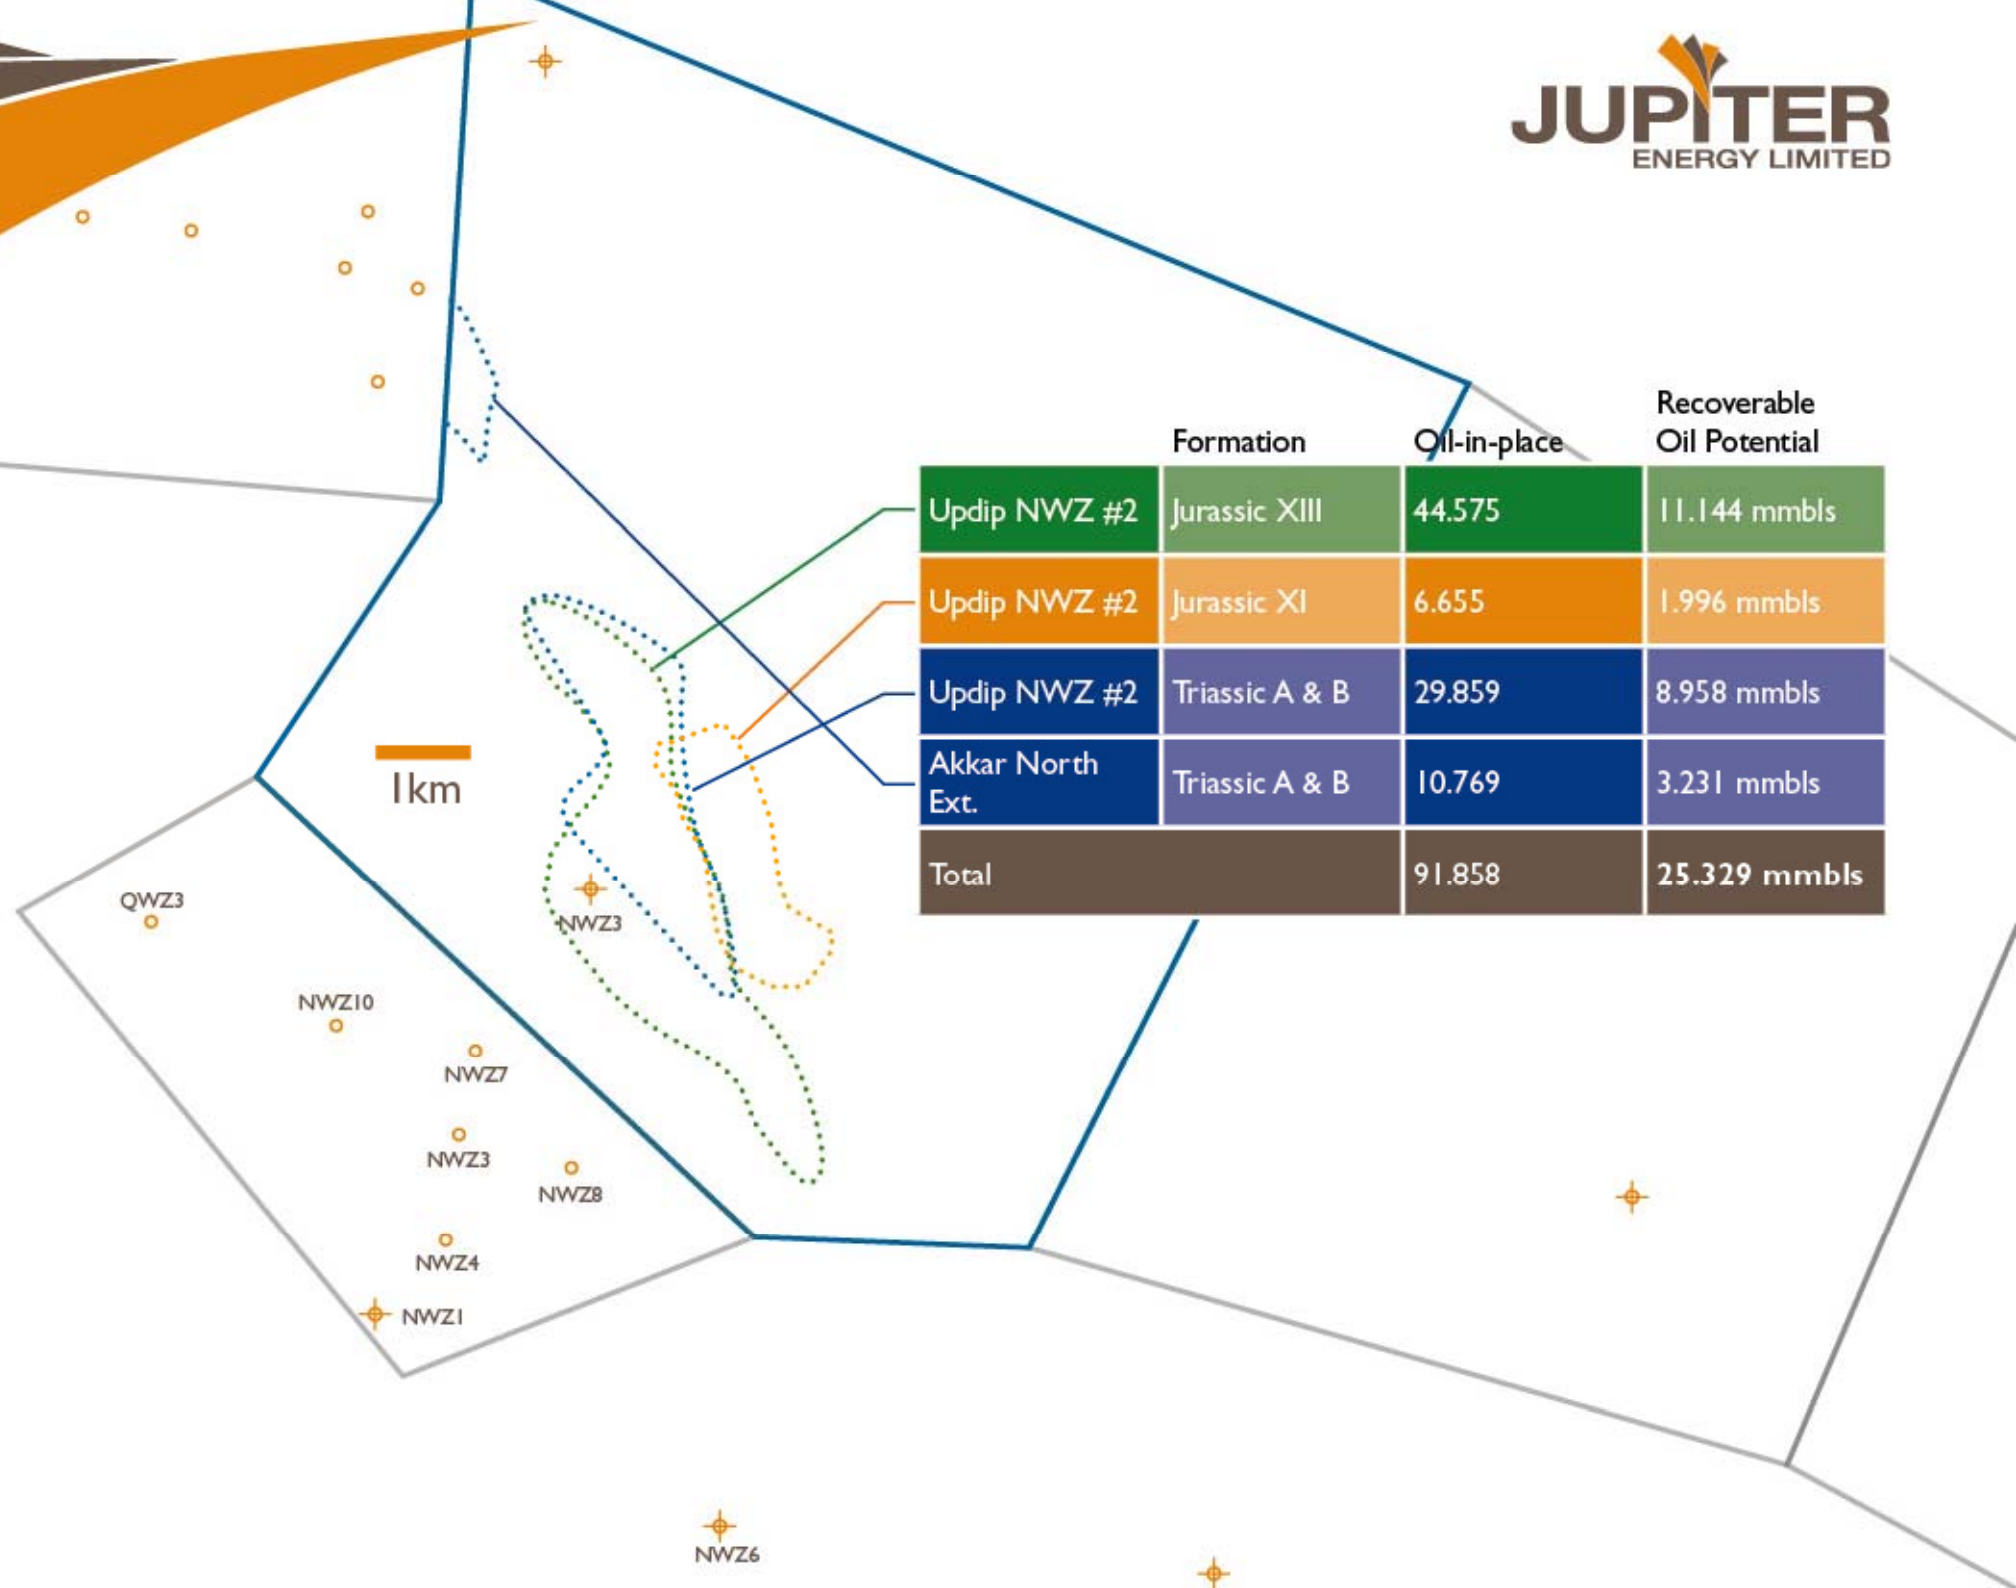 JUPITER
ENERGY LIMITED
Recoverable
Formation Oil-in-place Oil Potential
Updip NWZ #2 Jurassic XIII 44.575 11.144 mmbls
Updip NWZ #2 Jurassic XI 6.655 1.996 mmbls
Updip NWZ #2 Triassic A & B 29.859 8.958 mmbls
Akkar North
Ext. Triassic A & B 10.769 3.231 mmbls
Total 91.858 25.329 mmbls
1km
QWZ3
NWZ3
NWZ10
NWZ7
NWZ3
NWZ8
NWZ4
NWZ1
NWZ6